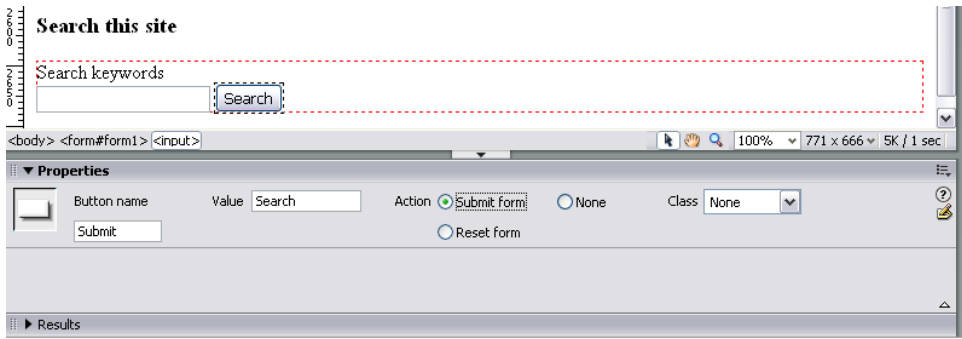 Search this site
Search keywords
Search
<body> <form#form1> <input> 100% 771 x 666 5K / 1 sec
Properties
Button name Value Search Action Submit form None Class None
Submit Reset form
Results